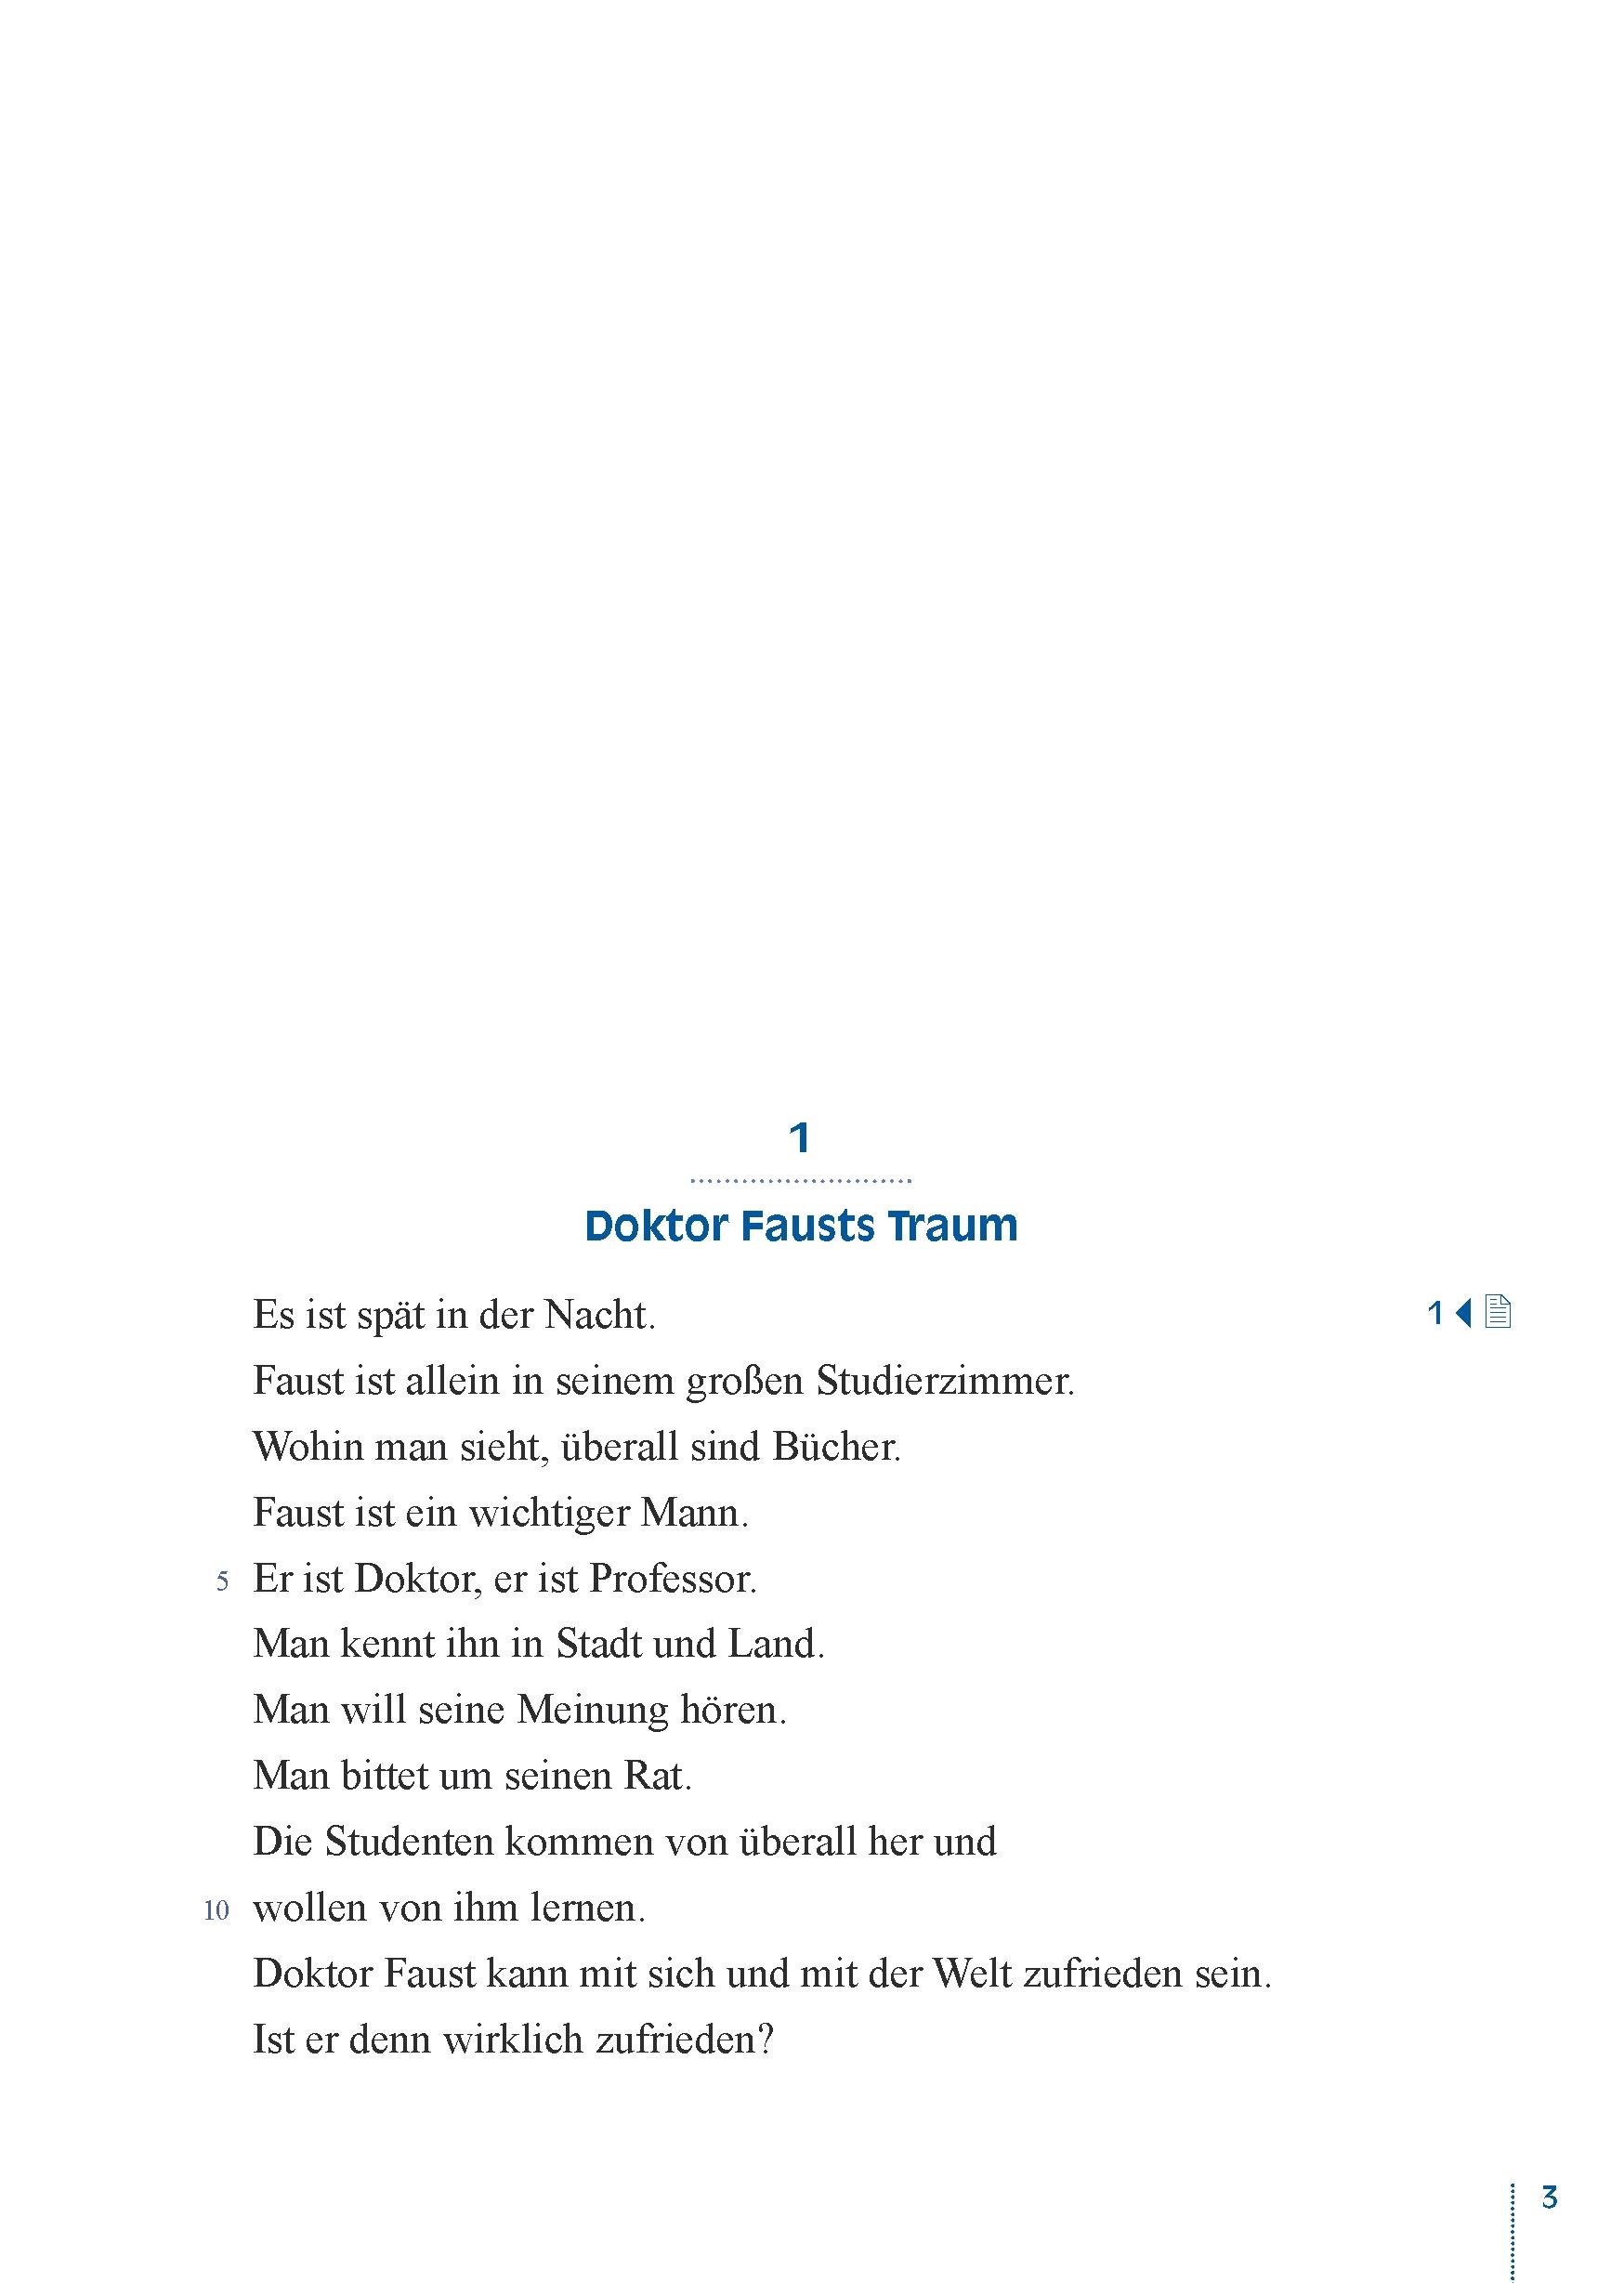 1
Doktor Fausts Traum
Es ist spät in der Nacht.
1
Faust ist allein in seinem großen Studierzimmer.
Wohin man sieht, überall sind Bücher.
Faust ist ein wichtiger Mann.
5 Er ist Doktor, er ist Professor.
Man kennt ihn in Stadt und Land.
Man will seine Meinung hören.
Man bittet um seinen Rat.
Die Studenten kommen von überall her und
10 wollen von ihm lernen.
Doktor Faust kann mit sich und mit der Welt zufrieden sein.
Ist er denn wirklich zufrieden?
3